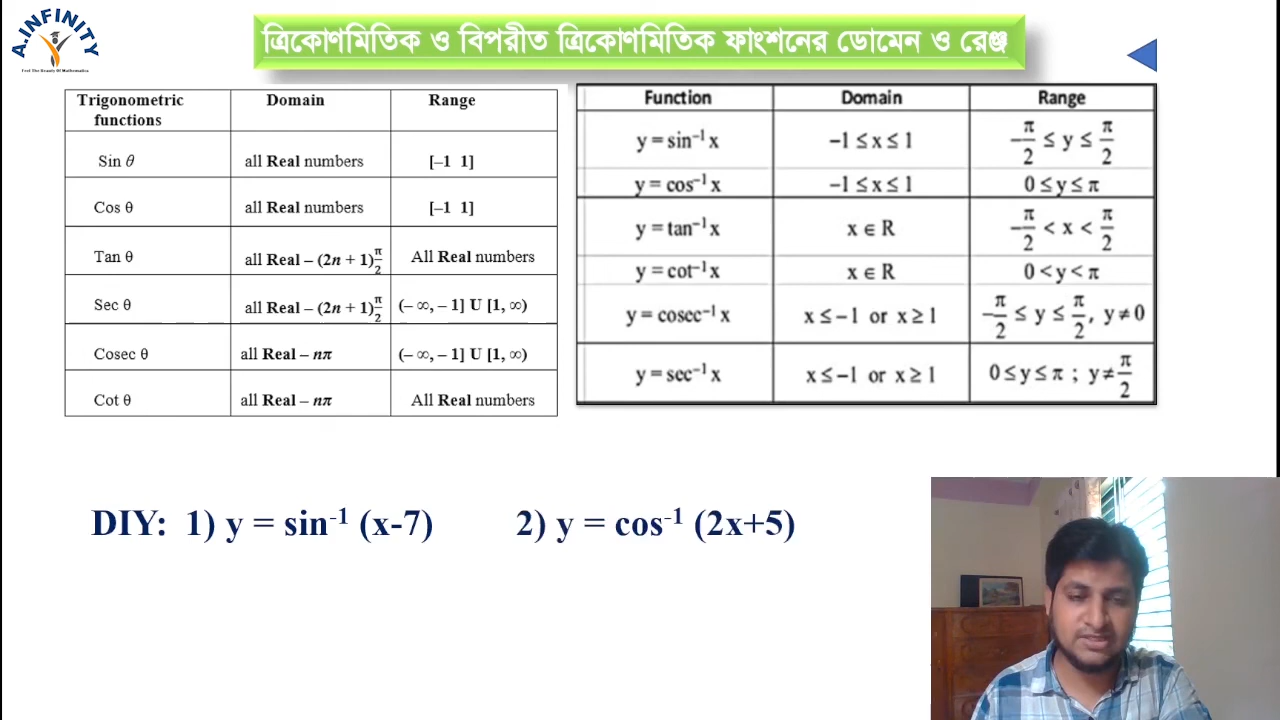 A.INFINITY
Feel The Beauty Of Mathematics
ত্রিকোণমিতিক ও বিপরীত ত্রিকোণমিতিক ফাংশনের ডোমেন ও রেঞ্জ
Trigonometric functions Domain Range
Sin θ all Real numbers [–1 1]
Cos θ all Real numbers [–1 1]
Tan θ all Real – (2n + 1)π/2 All Real numbers
Sec θ all Real – (2n + 1)π/2 (– ∞, – 1] U [1, ∞)
Cosec θ all Real – nπ (– ∞, – 1] U [1, ∞)
Cot θ all Real – nπ All Real numbers
Function Domain Range
y = sin⁻¹ x –1 ≤ x ≤ 1 –π/2 ≤ y ≤ π/2
y = cos⁻¹ x –1 ≤ x ≤ 1 0 ≤ y ≤ π
y = tan⁻¹ x x ∈ R –π/2 < x < π/2
y = cot⁻¹ x x ∈ R 0 < y < π
y = cosec⁻¹ x x ≤ –1 or x ≥ 1 –π/2 ≤ y ≤ π/2, y ≠ 0
y = sec⁻¹ x x ≤ –1 or x ≥ 1 0 ≤ y ≤ π ; y ≠ π/2
DIY: 1) y = sin⁻¹ (x-7) 2) y = cos⁻¹ (2x+5)